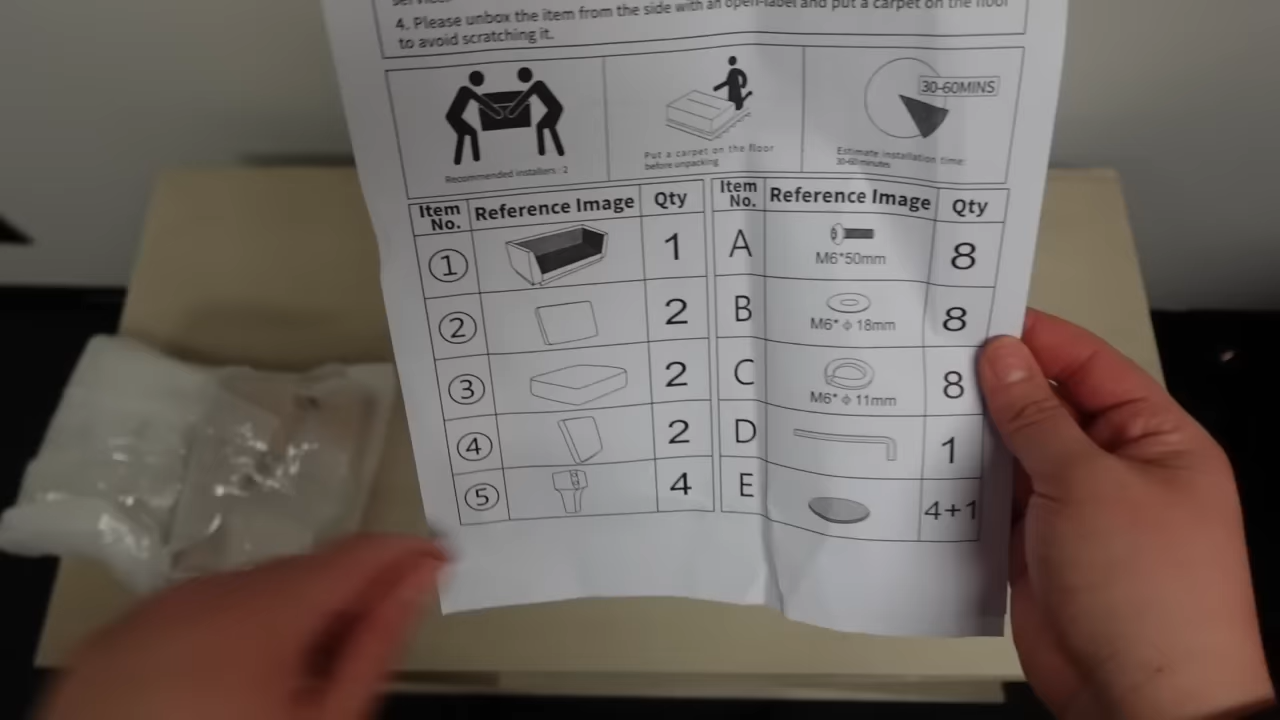 4. Please unbox the item from the side with an open-label and put a carpet on the floor
to avoid scratching it.
30-60MINS
Recommended installers : 2
Put a carpet on the floor
before unpacking
Estimate installation time:
30-60 minutes
Item No. Reference Image Qty Item No. Reference Image Qty
1 1 A M6*50mm 8
2 2 B M6* ϕ 18mm 8
3 2 C M6* ϕ 11mm 8
4 2 D 1
5 4 E 4+1